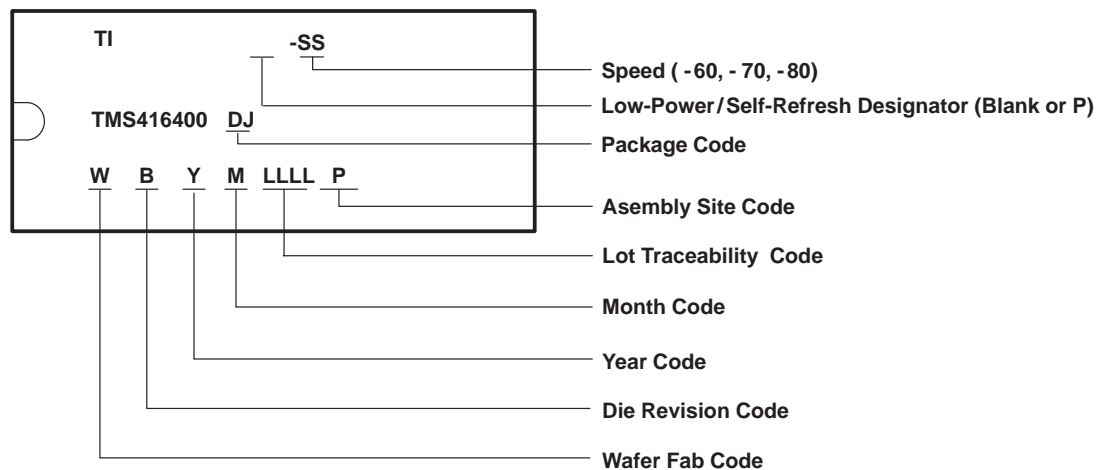 TI -SS
Speed ( -60, - 70, -80)
Low-Power/Self-Refresh Designator (Blank or P)
TMS416400 DJ
Package Code
W B Y M LLLL P
Asembly Site Code
Lot Traceability Code
Month Code
Year Code
Die Revision Code
Wafer Fab Code